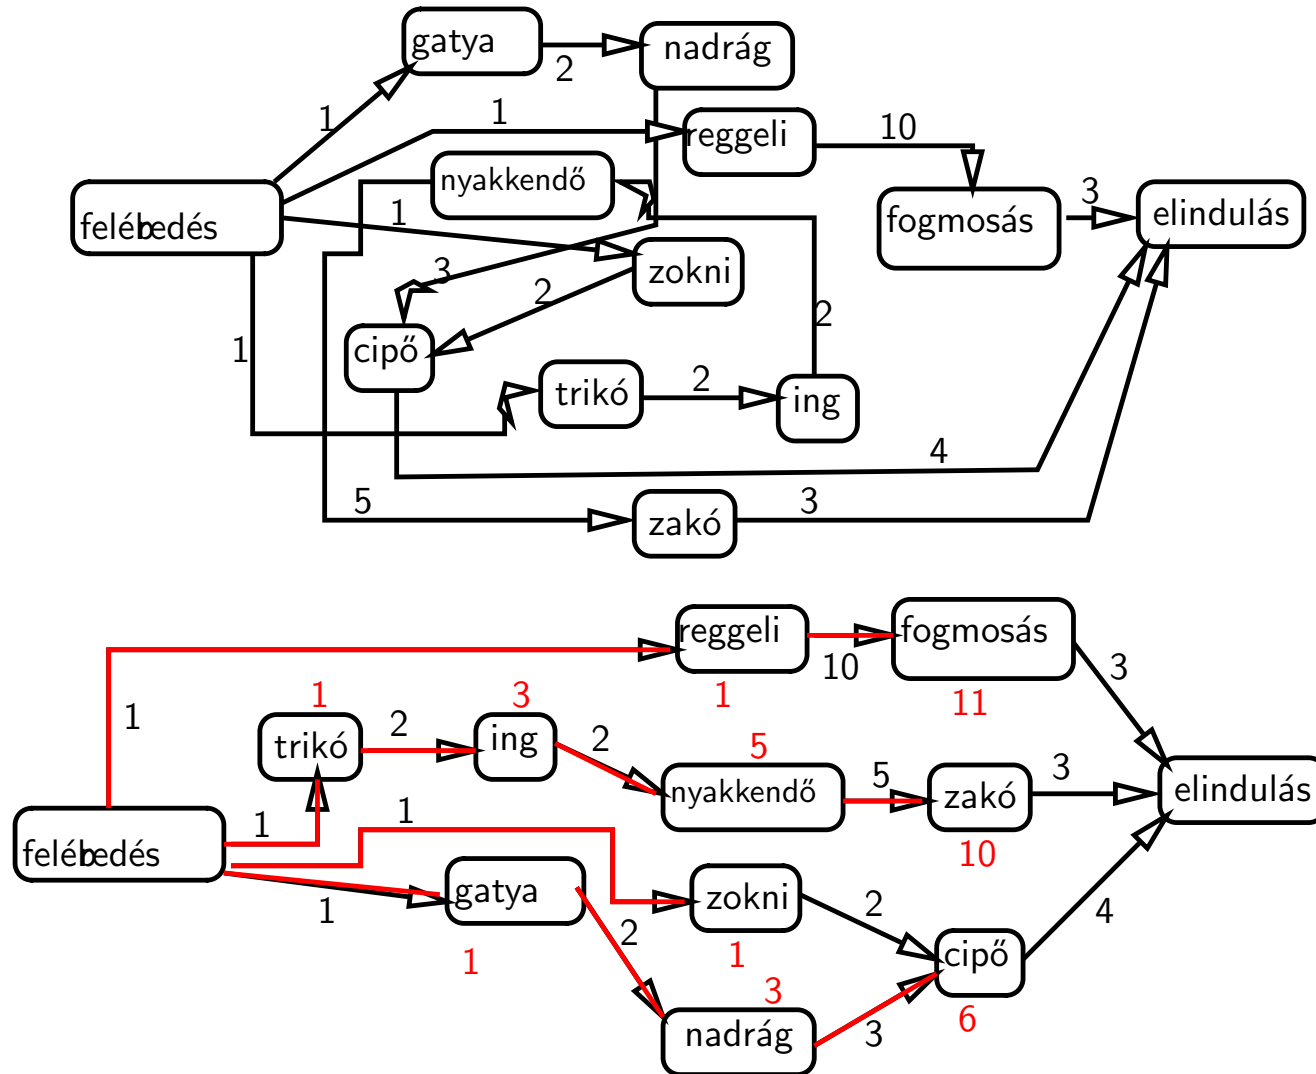 gatya
2
nadrág
1
1
reggeli
10
nyakkendő
felébredés
1
fogmosás
3
elindulás
3
2
zokni
2
1
cipő
trikó
2
ing
4
5
zakó
3
reggeli
10
fogmosás
3
1
1
11
1
3
trikó
2
ing
2
5
nyakkendő
5
zakó
3
elindulás
10
felébredés
1
1
1
gatya
1
2
zokni
1
2
cipő
4
6
3
nadrág
3